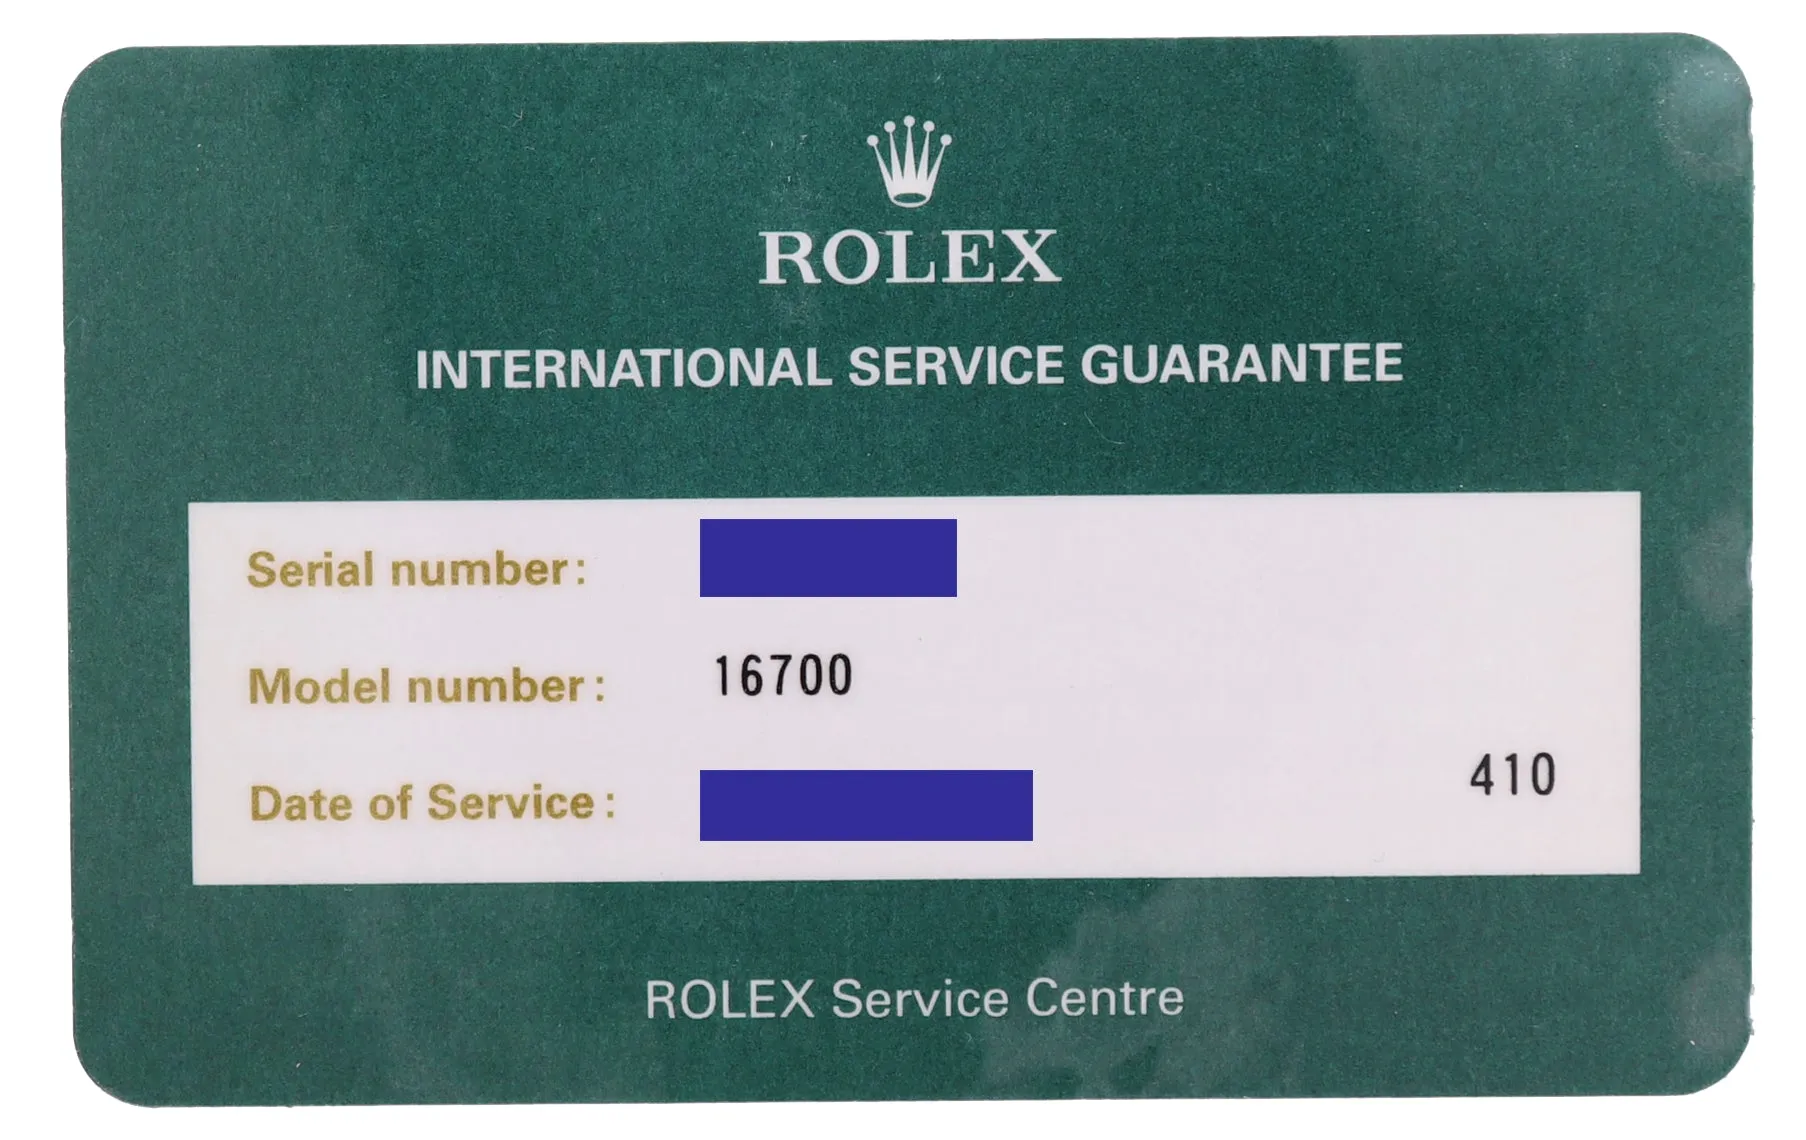 ROLEX
INTERNATIONAL SERVICE GUARANTEE
Serial number:
Model number: 16700
Date of Service: 410
ROLEX Service Centre